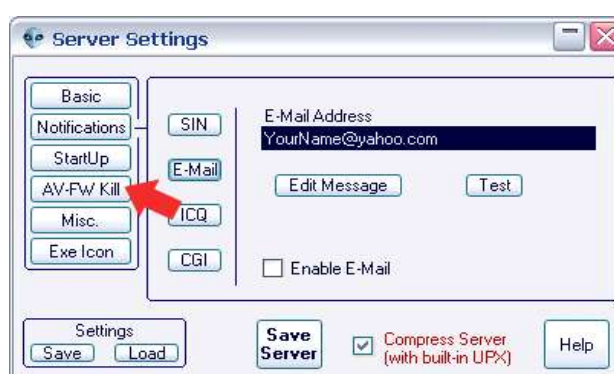 Server Settings
Basic
Notifications
StartUp
AV-FW Kill
Misc.
Exe Icon
SIN
E-Mail
ICQ
CGI
E-Mail Address
YourName@yahoo.com
Edit Message Test
Enable E-Mail
Settings
Save Load
Save
Server
Compress Server
(with built-in UPX)
Help